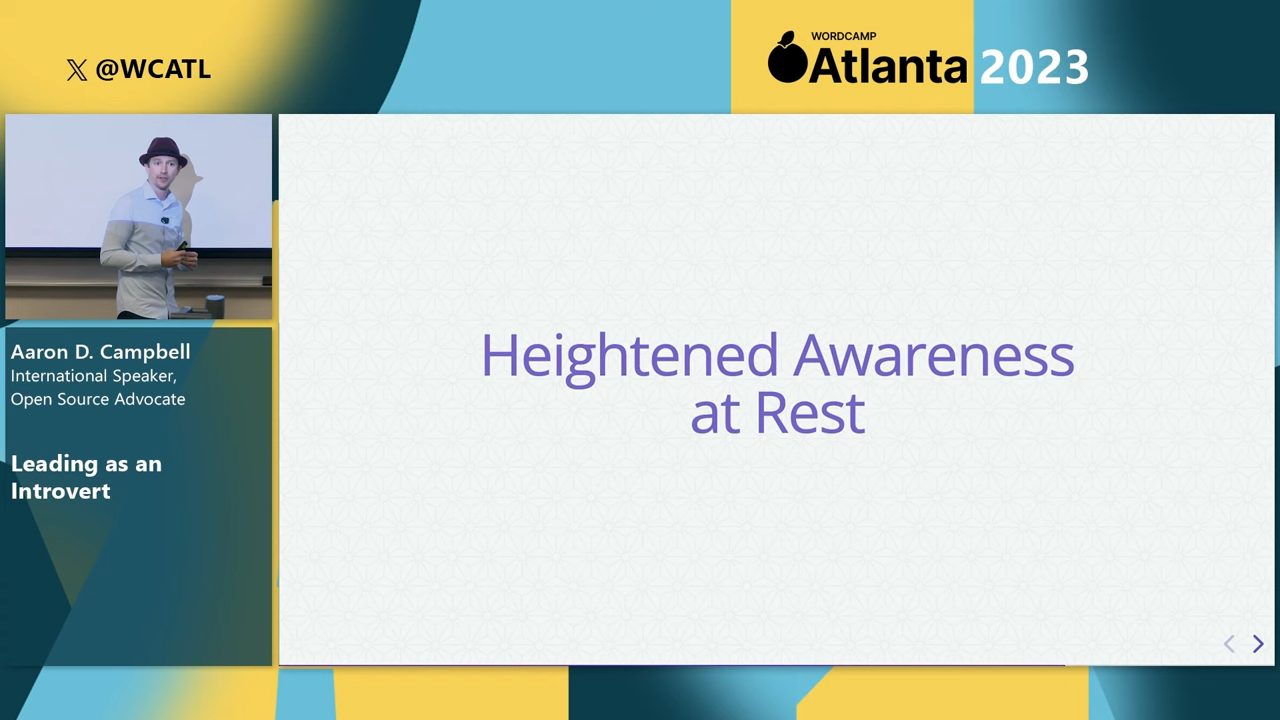 𝕏 @WCATL
WORDCAMP
Atlanta 2023
Aaron D. Campbell
International Speaker,
Open Source Advocate
Leading as an
Introvert
Heightened Awareness
at Rest